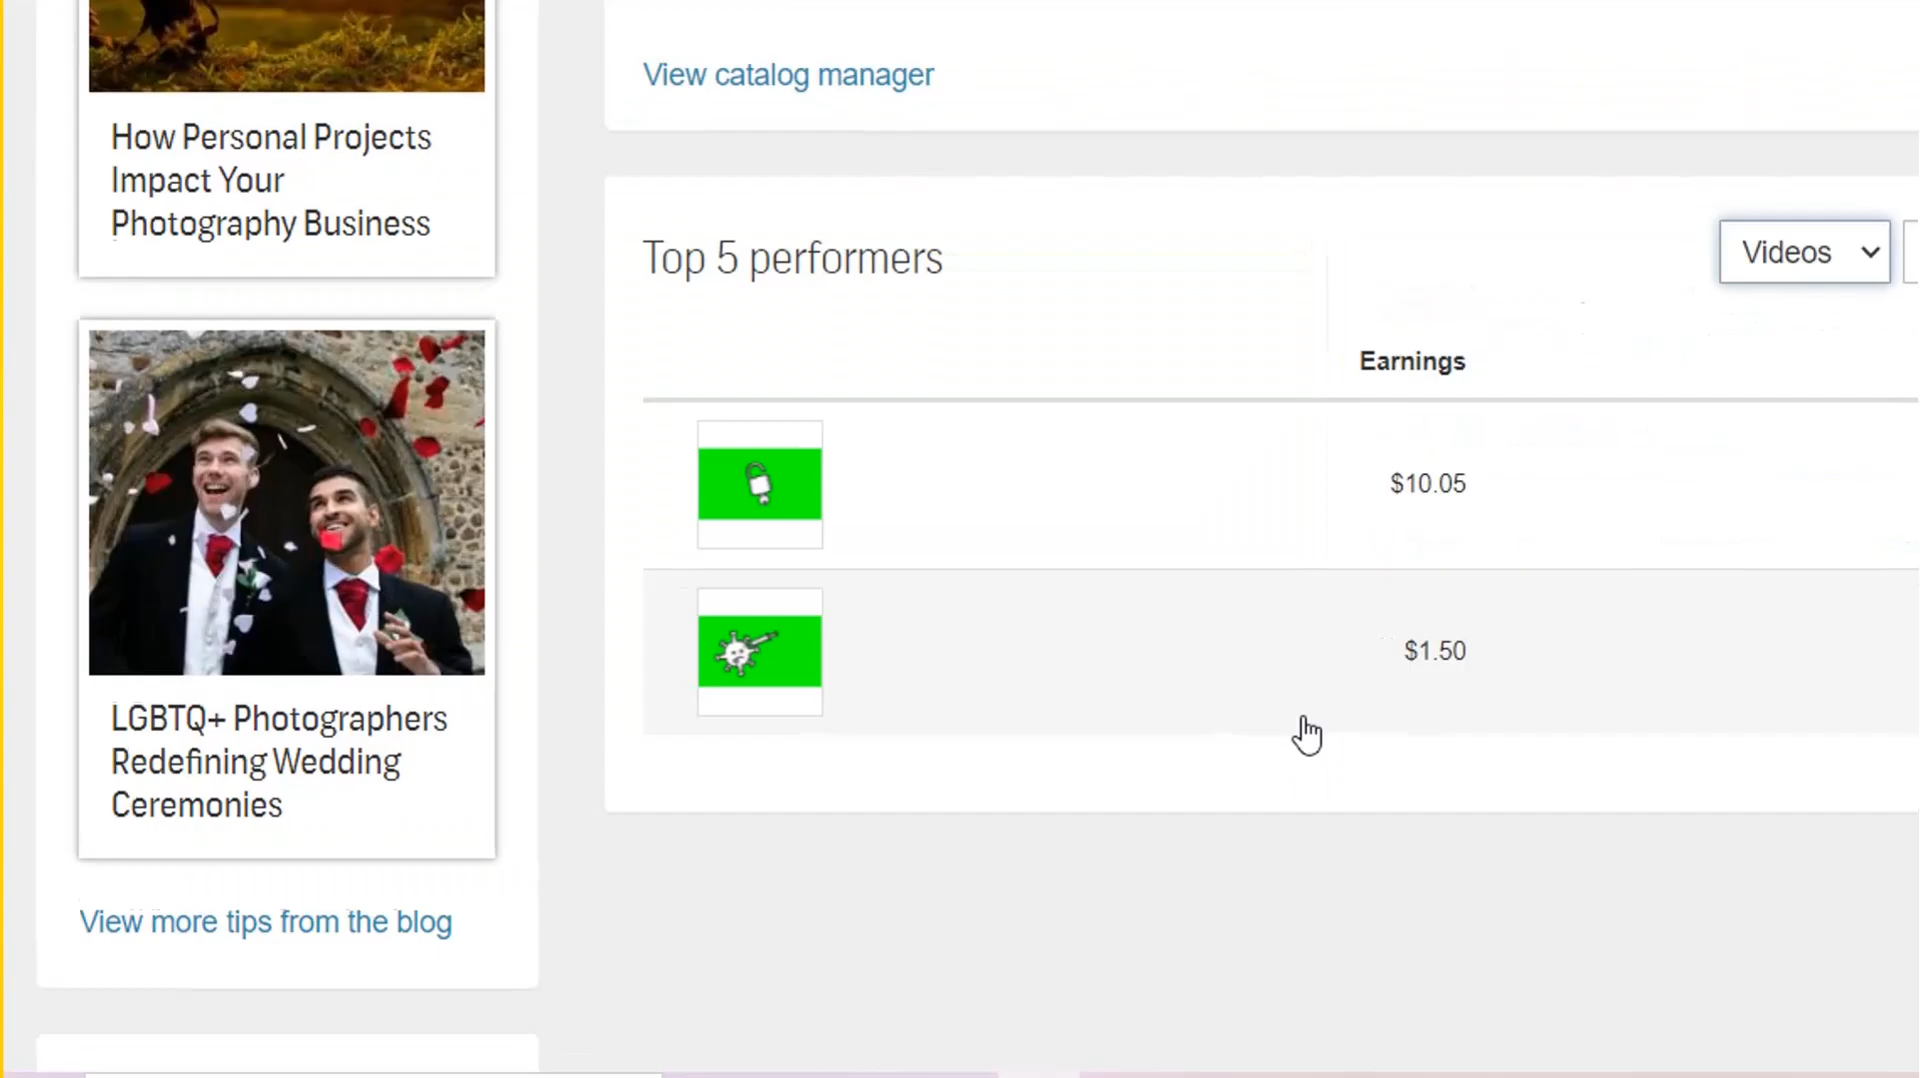 How Personal Projects
Impact Your
Photography Business
LGBTQ+ Photographers
Redefining Wedding
Ceremonies
View more tips from the blog
View catalog manager
Top 5 performers
Videos
Earnings
$10.05
$1.50